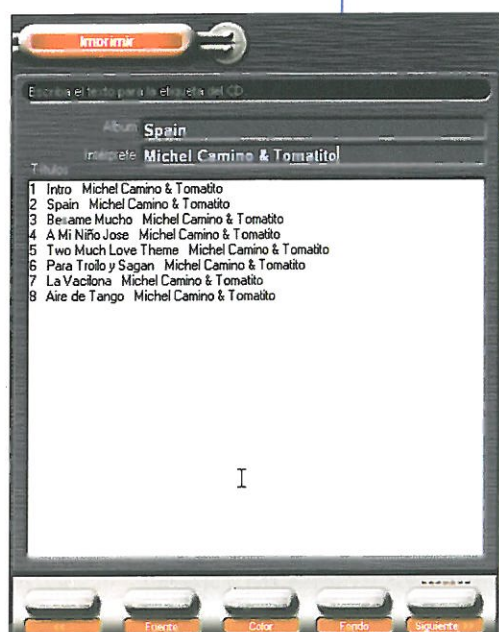 Imprimir
Escriba el texto para la etiqueta del CD
Álbum Spain
Intérprete Michel Camino & Tomatito
Títulos
1 Intro Michel Camino & Tomatito
2 Spain Michel Camino & Tomatito
3 Besame Mucho Michel Camino & Tomatito
4 A Mi Niño Jose Michel Camino & Tomatito
5 Two Much Love Theme Michel Camino & Tomatito
6 Para Troilo y Sagan Michel Camino & Tomatito
7 La Vacilona Michel Camino & Tomatito
8 Aire de Tango Michel Camino & Tomatito
<< Fuente Color Fondo Siguiente >>